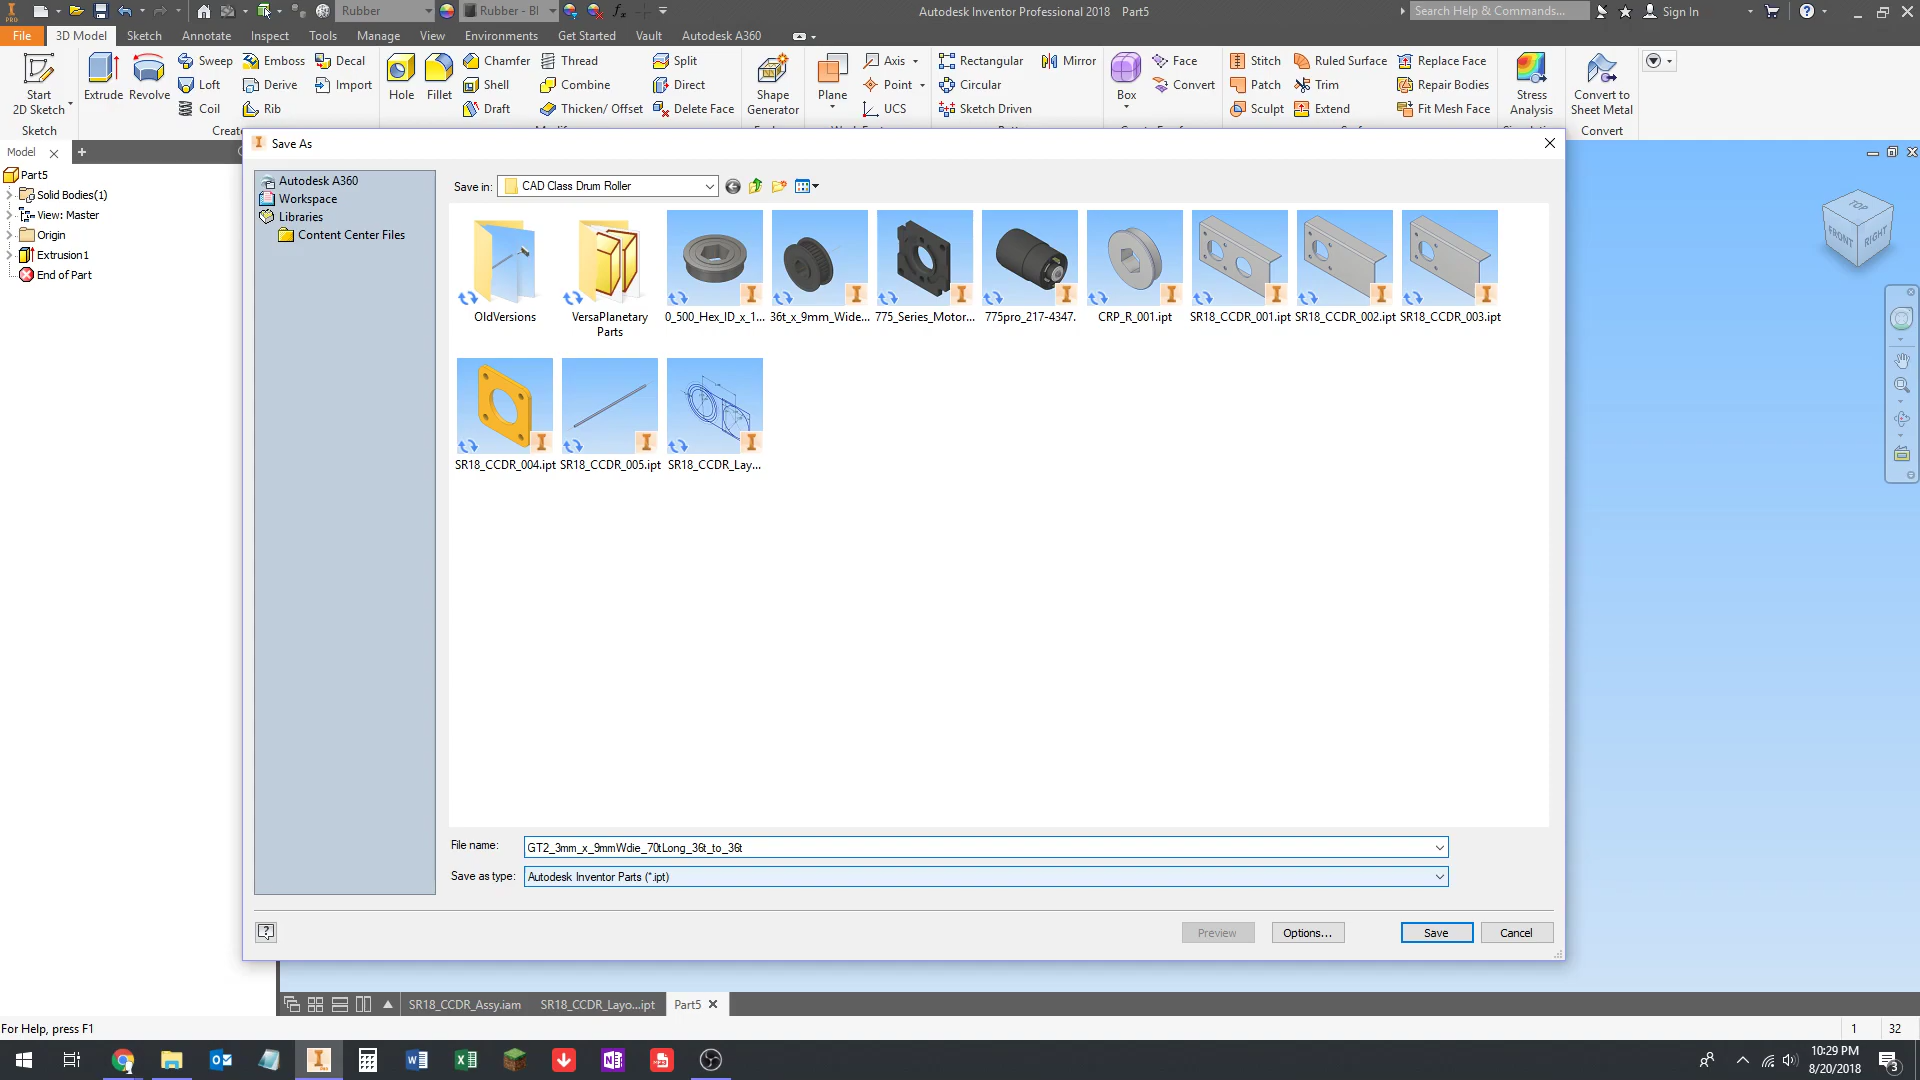 Rubber
Rubber - Bl
Autodesk Inventor Professional 2018 Part5
Search Help & Commands...
Sign In
File 3D Model Sketch Annotate Inspect Tools Manage View Environments Get Started Vault Autodesk A360
Start
2D Sketch
Extrude Revolve
Sweep Emboss Decal
Loft Derive Import
Coil Rib
Hole Fillet
Chamfer Thread Split
Shell Combine Direct
Draft Thicken/ Offset Delete Face
Shape
Generator
Plane
Axis
Point
UCS
Rectangular Mirror
Circular
Sketch Driven
Box
Face
Convert
Stitch Ruled Surface Replace Face
Patch Trim Repair Bodies
Sculpt Extend Fit Mesh Face
Stress
Analysis
Convert to
Sheet Metal
Sketch
Convert
Model
Part5
Solid Bodies(1)
View: Master
Origin
Extrusion1
End of Part
Save As
Autodesk A360
Workspace
Libraries
Content Center Files
Save in: CAD Class Drum Roller
OldVersions
VersaPlanetary
Parts
0_500_Hex_ID_x_1...
36t_x_9mm_Wide...
775_Series_Motor...
775pro_217-4347.
CRP_R_001.ipt
SR18_CCDR_001.ipt
SR18_CCDR_002.ipt
SR18_CCDR_003.ipt
SR18_CCDR_004.ipt
SR18_CCDR_005.ipt
SR18_CCDR_Lay...
File name: GT2_3mm_x_9mmWdie_70tLong_36t_to_36t
Save as type: Autodesk Inventor Parts (*.ipt)
Preview Options... Save Cancel
TOP
FRONT
RIGHT
SR18_CCDR_Assy.iam SR18_CCDR_Layo...ipt Part5
For Help, press F1
1 32
10:29 PM
8/20/2018
3